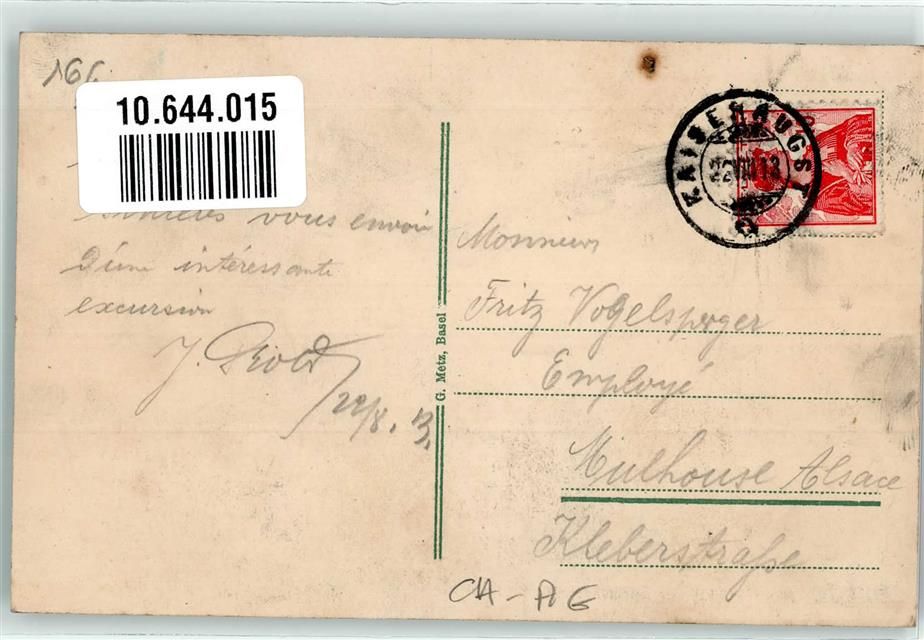 166
10.644.015
vous envoi
D'une intéressante
excursion
J.
22/8.13.
G. Metz, Basel
KAISERAUGST
Monnieur
Fritz Vogelsperger
Employé
Mulhouse Alsace
Kleberstraße
CH-AG